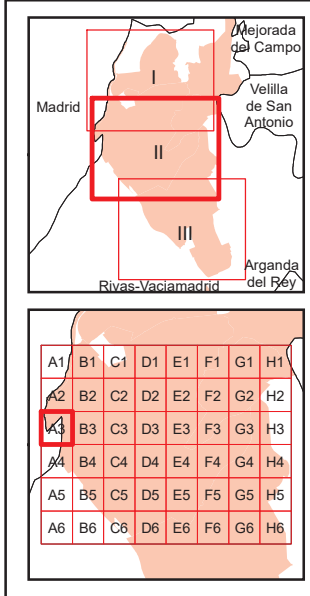 Mejorada
del Campo
I
Madrid
Velilla
de San
Antonio
II
III
Arganda
del Rey
Rivas-Vaciamadrid
A1 B1 C1 D1 E1 F1 G1 H1
A2 B2 C2 D2 E2 F2 G2 H2
A3 B3 C3 D3 E3 F3 G3 H3
A4 B4 C4 D4 E4 F4 G4 H4
A5 B5 C5 D5 E5 F5 G5 H5
A6 B6 C6 D6 E6 F6 G6 H6